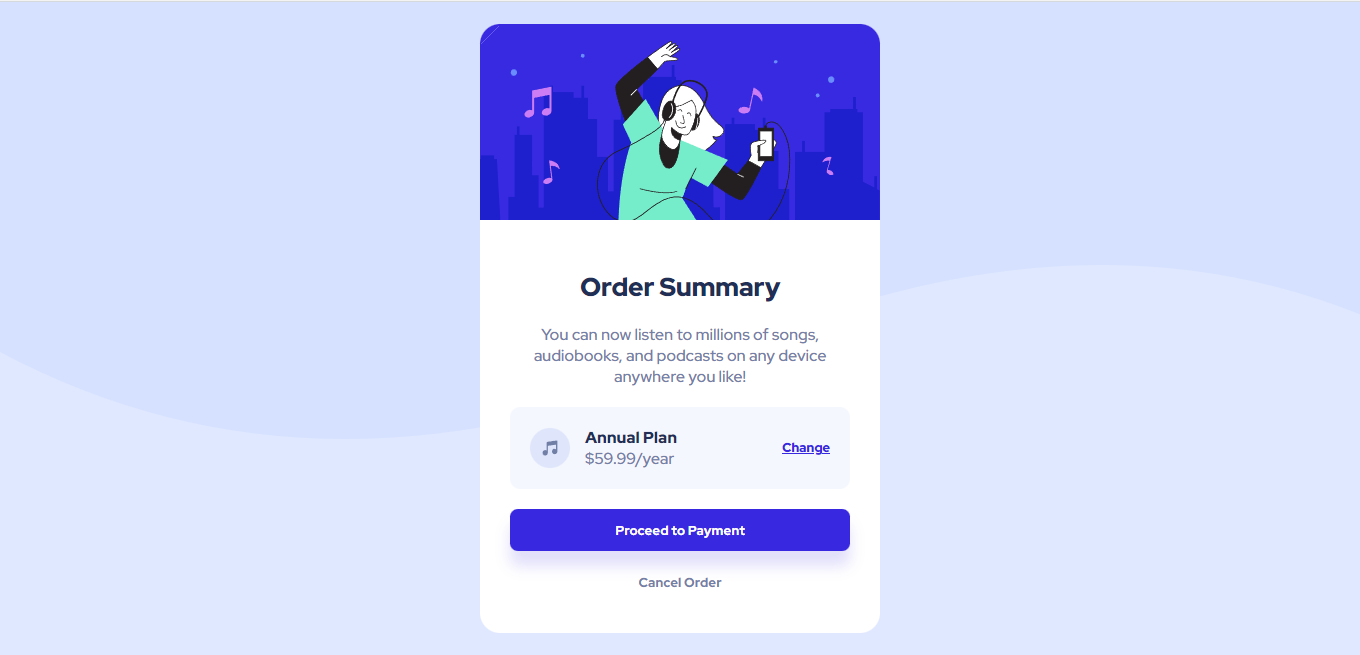 Order Summary
You can now listen to millions of songs,
audiobooks, and podcasts on any device
anywhere you like!
Annual Plan
$59.99/year
Change
Proceed to Payment
Cancel Order